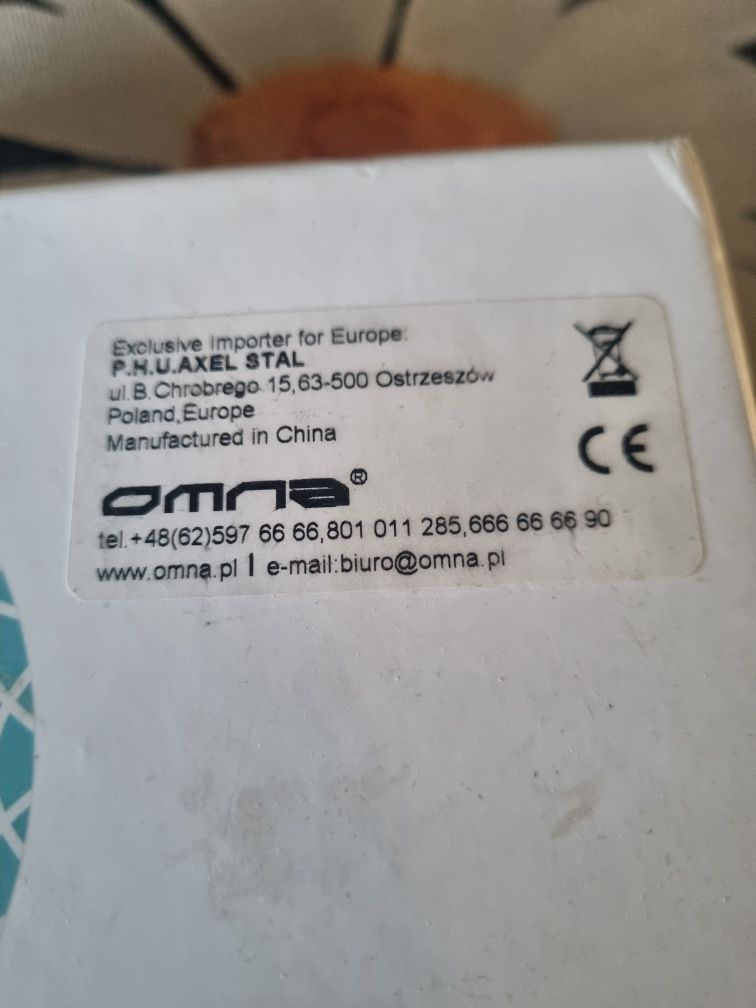 Exclusive Importer for Europe:
P.H.U.AXEL STAL
ul.B.Chrobrego 15,63-500 Ostrzeszów
Poland,Europe
Manufactured in China
CE
omna®
tel.+48(62)597 66 66,801 011 285,666 66 66 90
www.omna.pl | e-mail:biuro@omna.pl